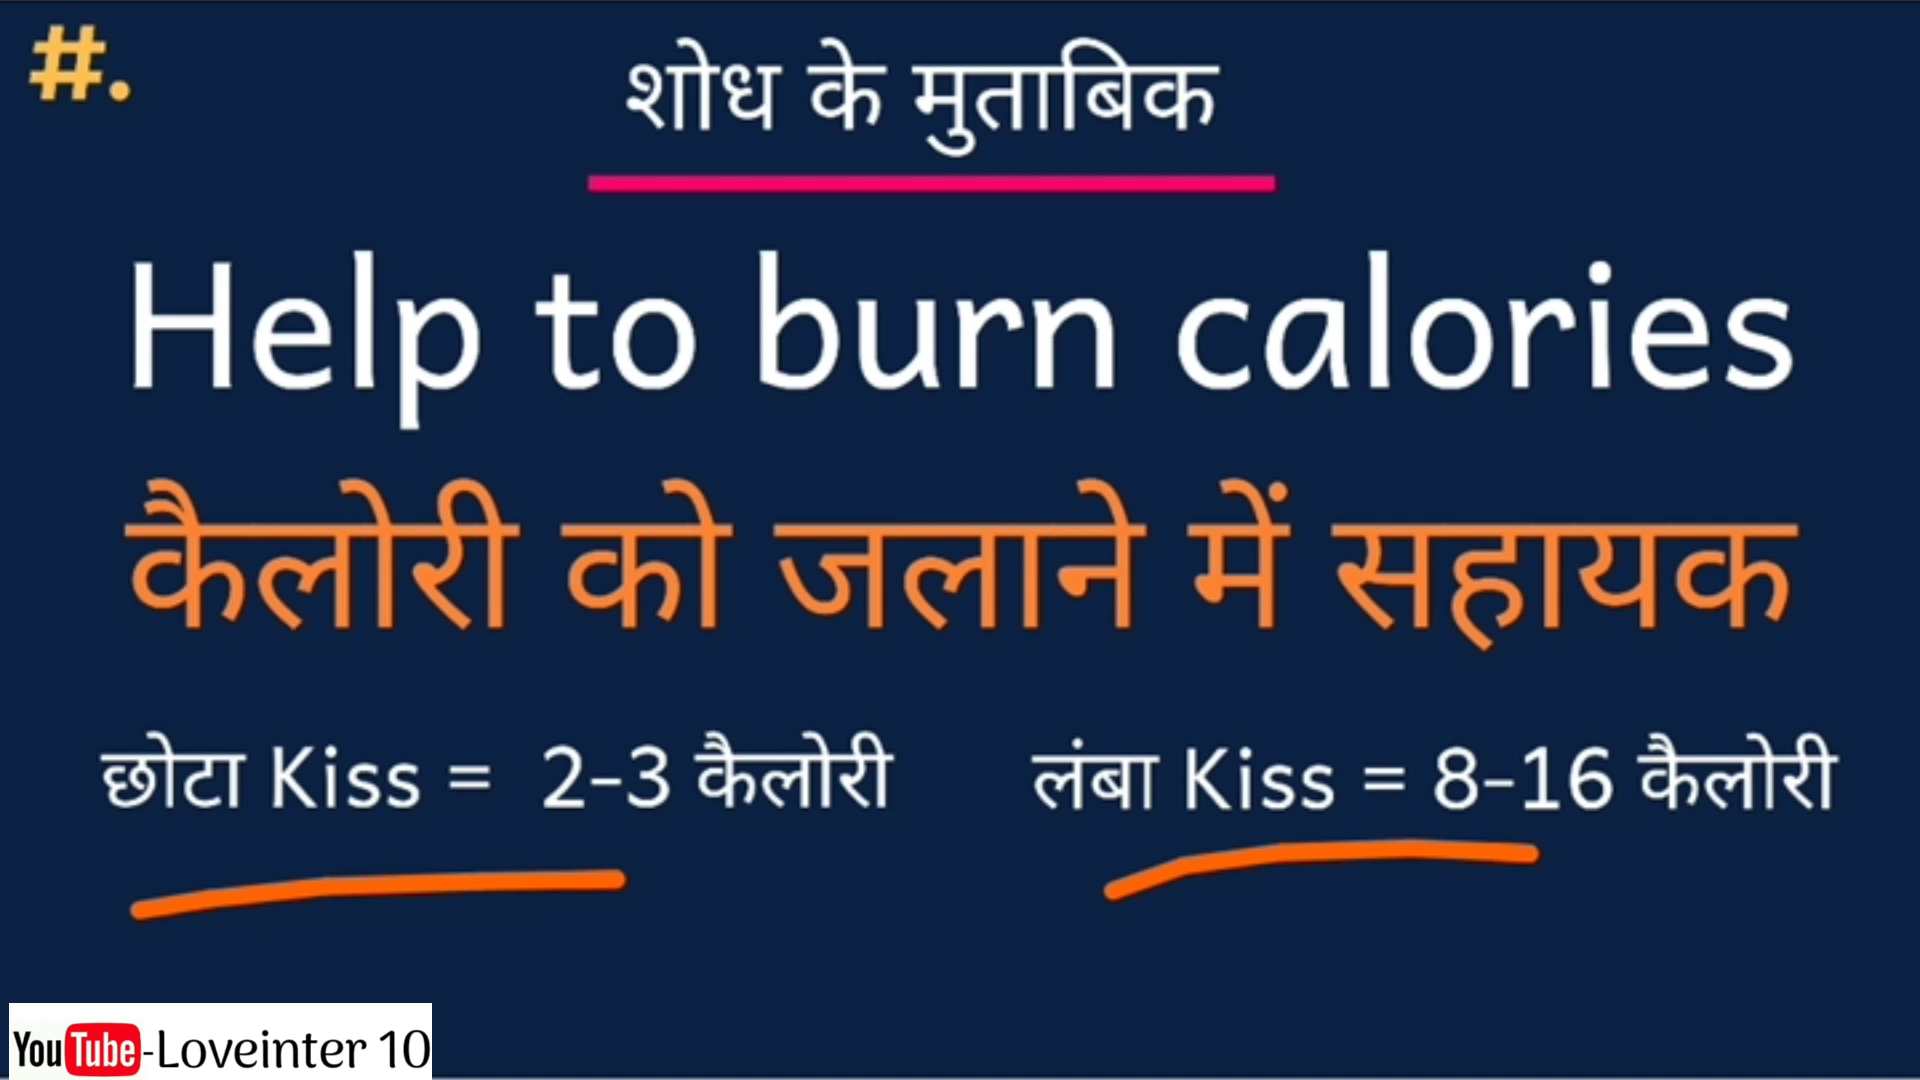 #.
शोध के मुताबिक
Help to burn calories
कैलोरी को जलाने में सहायक
छोटा Kiss = 2-3 कैलोरी
लंबा Kiss = 8-16 कैलोरी
YouTube-Loveinter 10